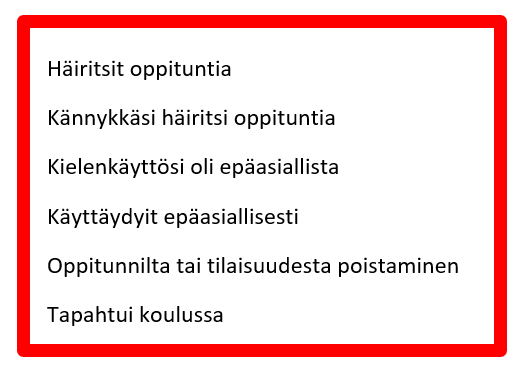 Häiritsit oppituntia
Kännykkäsi häiritsi oppituntia
Kielenkäyttösi oli epäasiallista
Käyttäydyit epäasiallisesti
Oppitunnilta tai tilaisuudesta poistaminen
Tapahtui koulussa